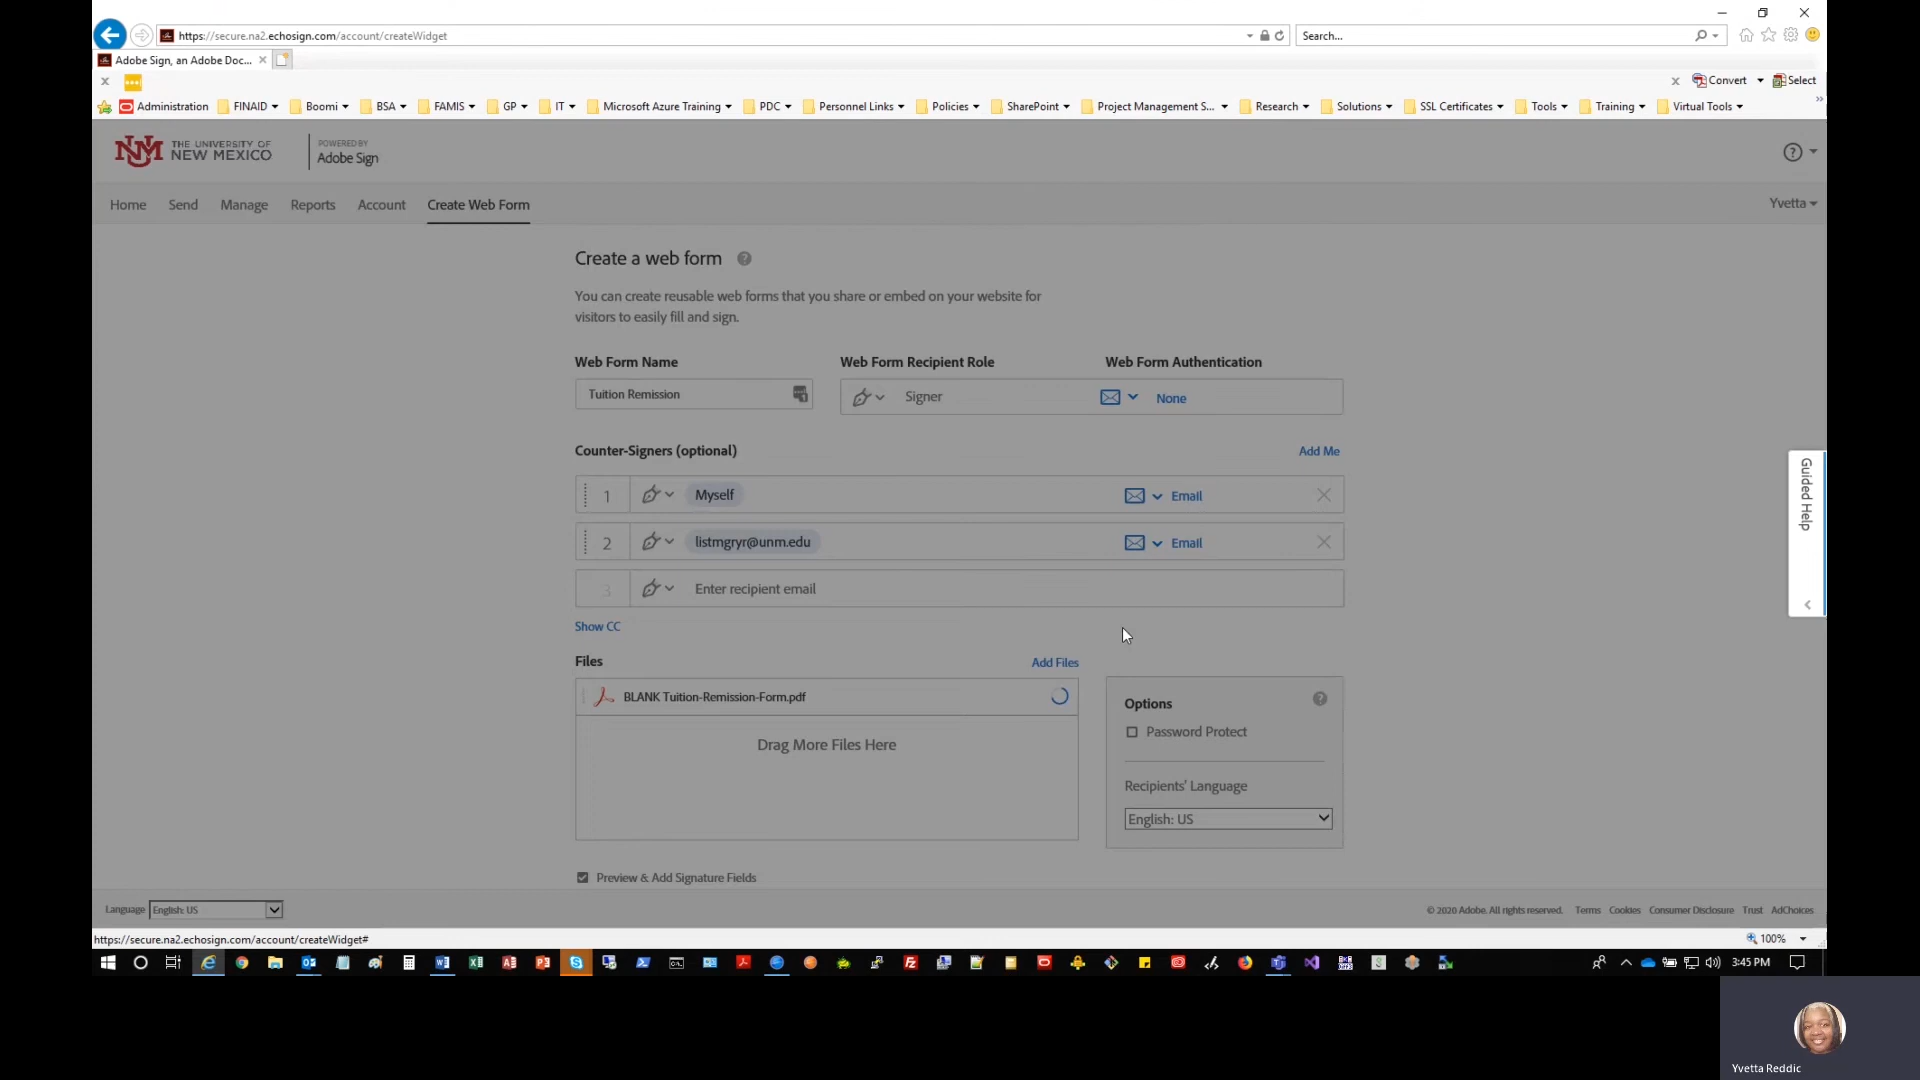 https://secure.na2.echosign.com/account/createWidget
Search...
Adobe Sign, an Adobe Doc...
Convert
Select
Administration
FINAID
Boomi
BSA
FAMIS
GP
IT
Microsoft Azure Training
PDC
Personnel Links
Policies
SharePoint
Project Management S...
Research
Solutions
SSL Certificates
Tools
Training
Virtual Tools
THE UNIVERSITY OF
NEW MEXICO
POWERED BY
Adobe Sign
Home
Send
Manage
Reports
Account
Create Web Form
Yvetta
Create a web form
You can create reusable web forms that you share or embed on your website for
visitors to easily fill and sign.
Web Form Name
Web Form Recipient Role
Web Form Authentication
Tuition Remission
Signer
None
Counter-Signers (optional)
Add Me
1
Myself
Email
2
listmgryr@unm.edu
Email
3
Enter recipient email
Show CC
Guided Help
Files
Add Files
BLANK Tuition-Remission-Form.pdf
Drag More Files Here
Options
Password Protect
Recipients' Language
English: US
Preview & Add Signature Fields
Language
English: US
© 2020 Adobe. All rights reserved.
Terms
Cookies
Consumer Disclosure
Trust
AdChoices
https://secure.na2.echosign.com/account/createWidget#
100%
3:45 PM
Yvetta Reddic